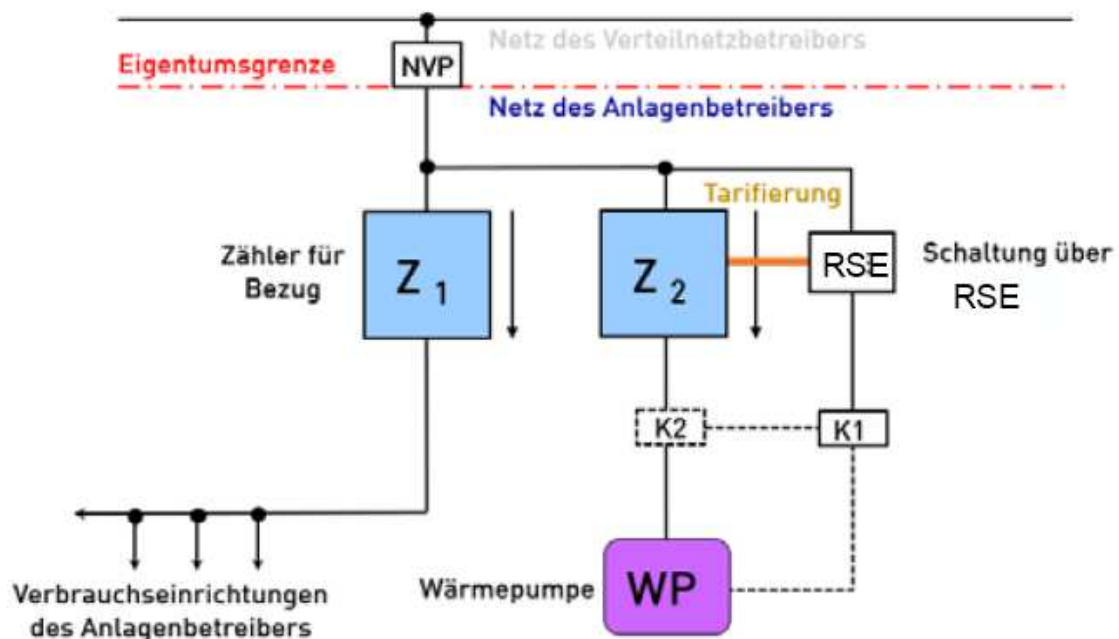 Netz des Verteilnetzbetreibers
Eigentumsgrenze
NVP
Netz des Anlagenbetreibers
Tarifierung
Zähler für
Bezug
Z 1
Z 2
RSE
Schaltung über
RSE
K2
K1
Wärmepumpe
WP
Verbrauchseinrichtungen
des Anlagenbetreibers